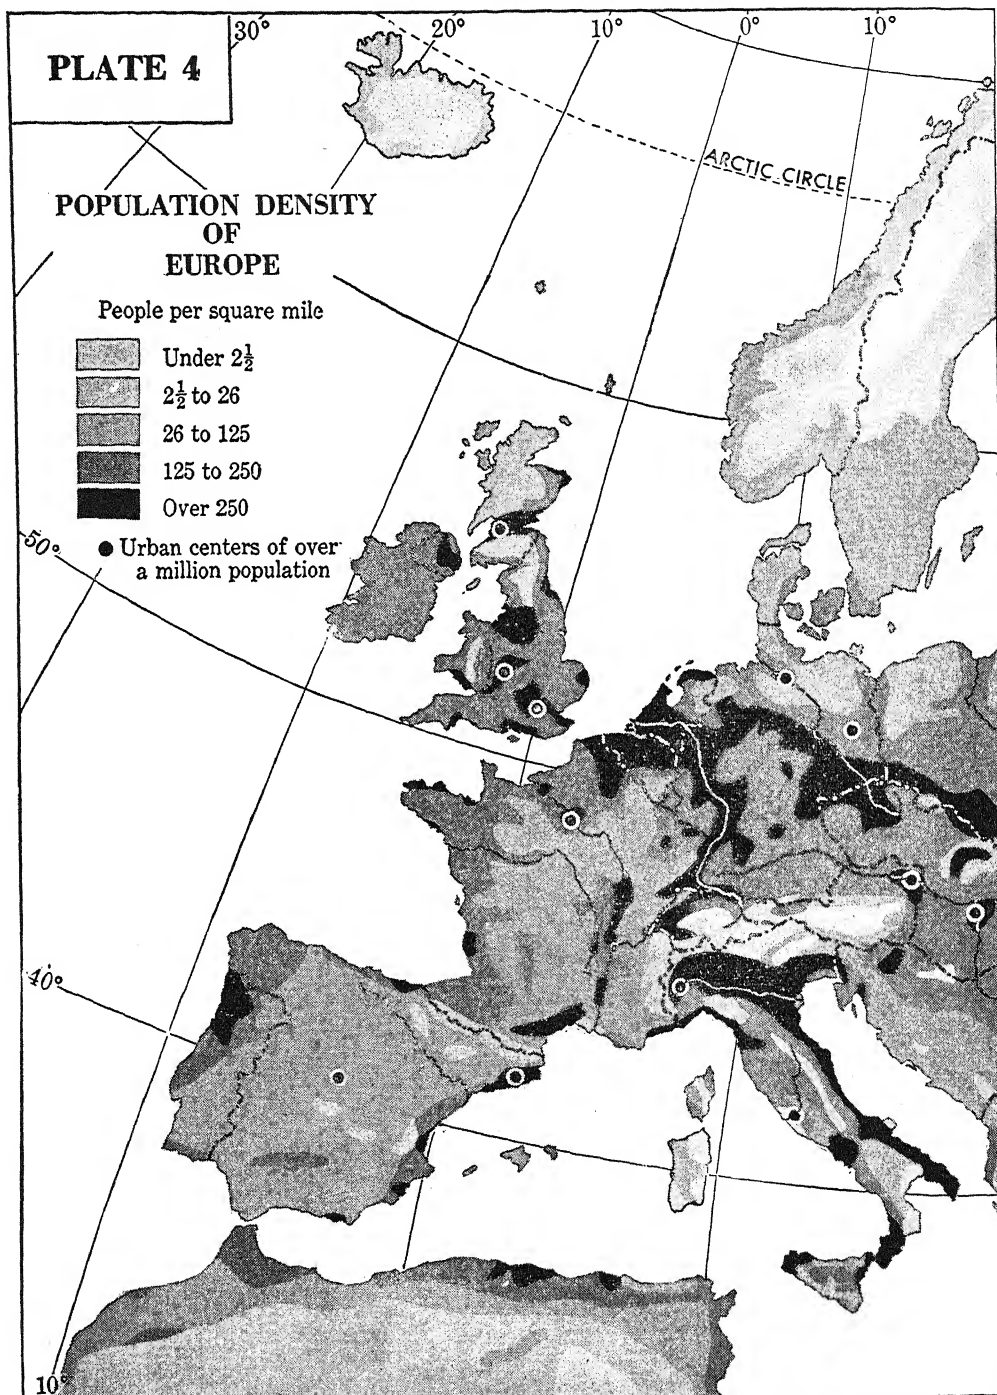 30°
20°
10°
0°
10°
PLATE 4
ARCTIC CIRCLE
POPULATION DENSITY
OF
EUROPE
People per square mile
Under 2½
2½ to 26
26 to 125
125 to 250
Over 250
Urban centers of over
a million population
50°
40°
10°